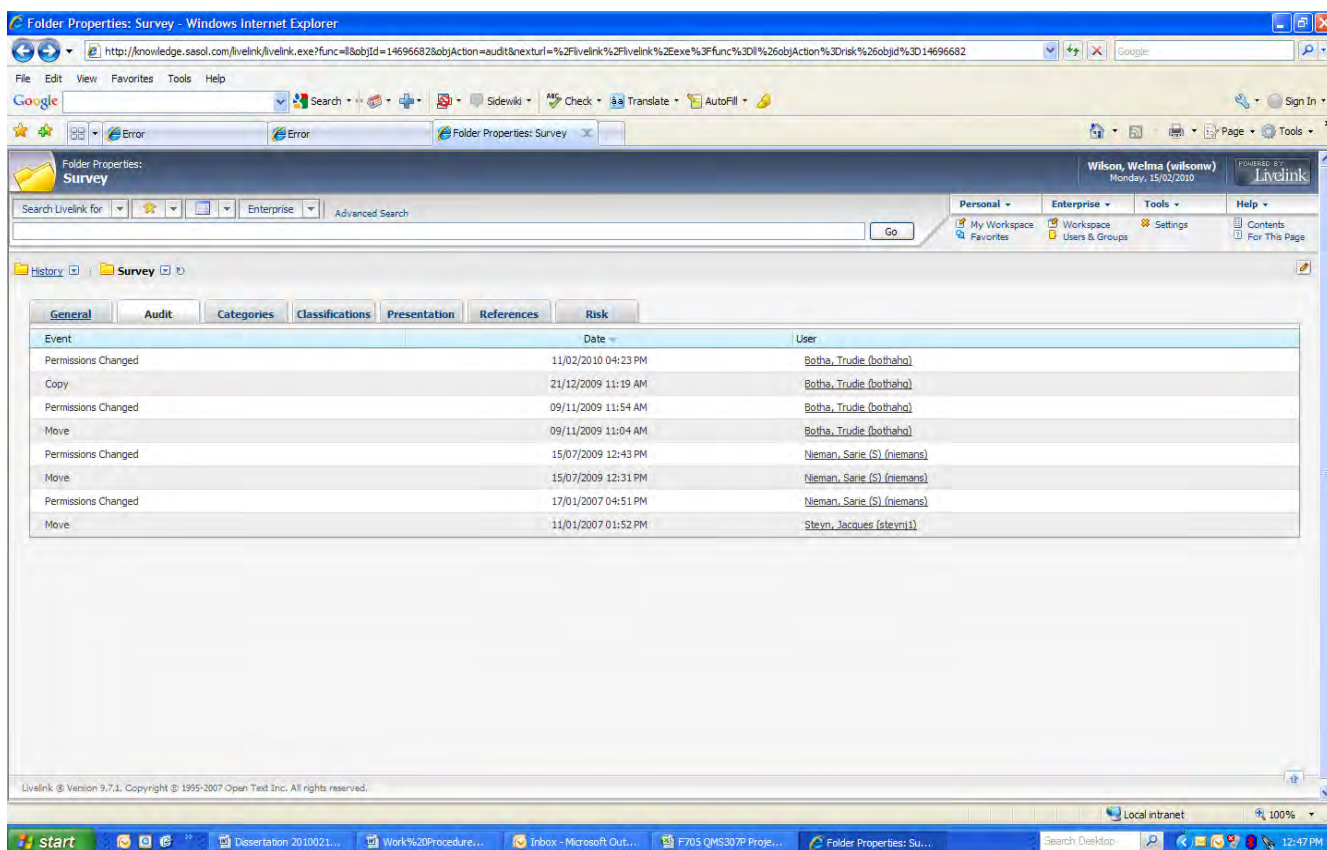 Folder Properties: Survey - Windows Internet Explorer
http://knowledge.sasol.com/livelink/livelink.exe?func=ll&objId=14696682&objAction=audit&nexturl=%2Flivelink%2Flivelink%2Eexe%3Ffunc%3Dll%26objAction%3Drisk%26objid%3D14696682 Google
File Edit View Favorites Tools Help
Google Search Sidewiki Check Translate AutoFill Sign In
Error Error Folder Properties: Survey Page Tools
Folder Properties:
Survey
Wilson, Welma (wilsonw)
Monday, 15/02/2010
POWERED BY
Livelink
Search Livelink for Enterprise Advanced Search
Go
Personal Enterprise Tools Help
My Workspace Workspace Settings Contents
Favorites Users & Groups For This Page
History Survey
General Audit Categories Classifications Presentation References Risk
Event Date User
Permissions Changed 11/02/2010 04:23 PM Botha, Trudie (bothahg)
Copy 21/12/2009 11:19 AM Botha, Trudie (bothahg)
Permissions Changed 09/11/2009 11:54 AM Botha, Trudie (bothahg)
Move 09/11/2009 11:04 AM Botha, Trudie (bothahg)
Permissions Changed 15/07/2009 12:43 PM Nieman, Sarie (S) (niemans)
Move 15/07/2009 12:31 PM Nieman, Sarie (S) (niemans)
Permissions Changed 17/01/2007 04:51 PM Nieman, Sarie (S) (niemans)
Move 11/01/2007 01:52 PM Steyn, Jacques (steynj1)
Livelink ® Version 9.7.1. Copyright © 1995-2007 Open Text Inc. All rights reserved.
Local intranet 100%
start Dissertation 2010021... Work%20Procedure... Inbox - Microsoft Out... F705 QMS307P Proje... Folder Properties: Su... Search Desktop 12:47 PM